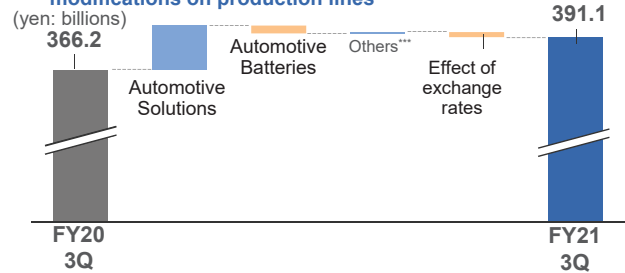 modifications on production lines
(yen: billions)
366.2
391.1
Automotive
Solutions
Automotive
Batteries
Others***
Effect of
exchange
rates
FY20
3Q
FY21
3Q